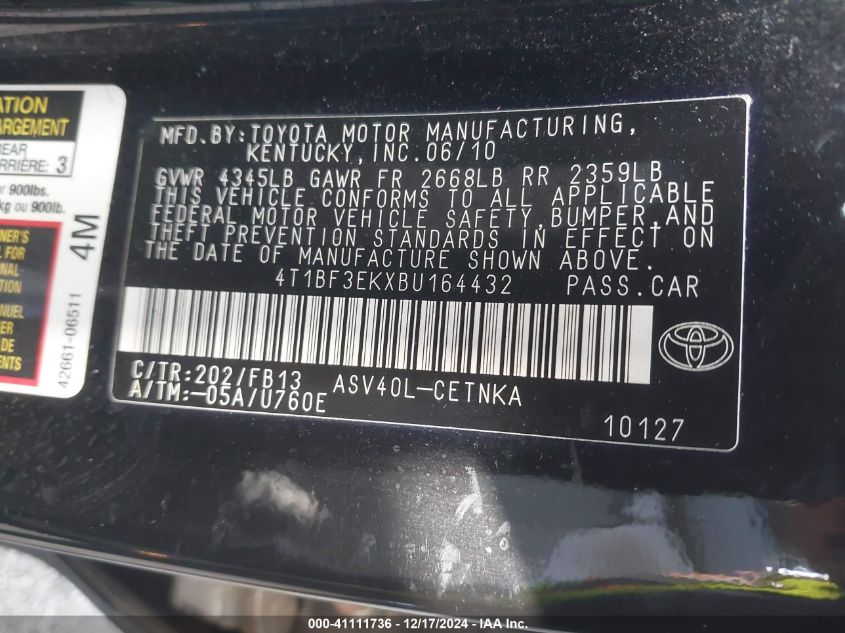 ATION
ARGEMENT
REAR
ARRIÈRE: 3
r 900lbs.
kg ou 900lb.
4M
NER'S
L FOR
ONAL
TION
NUEL
ER
DE
ENTS
42661-06511
MFD.BY:TOYOTA MOTOR MANUFACTURING,
KENTUCKY,INC.06/10
GVWR 4345LB GAWR FR 2668LB RR 2359LB
THIS VEHICLE CONFORMS TO ALL APPLICABLE
FEDERAL MOTOR VEHICLE SAFETY,BUMPER,AND
THEFT PREVENTION STANDARDS IN EFFECT ON
THE DATE OF MANUFACTURE SHOWN ABOVE.
4T1BF3EKXBU164432 PASS.CAR
C/TR:202/FB13 ASV40L-CETNKA
A/TM:-05A/U760E
10127
000-41111736 - 12/17/2024 - IAA Inc.